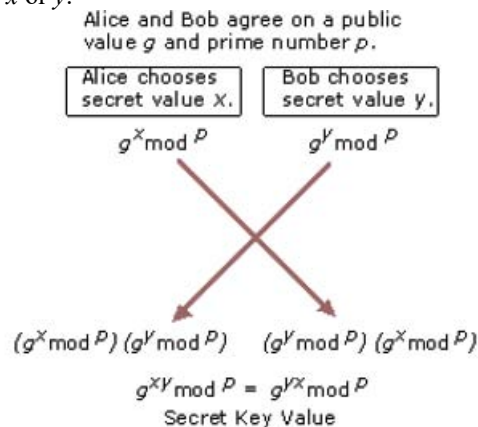 x or y.
Alice and Bob agree on a public
value g and prime number p.
Alice chooses
secret value x.
Bob chooses
secret value y.
g^x mod p
g^y mod p
(g^x mod p) (g^y mod p)
(g^y mod p) (g^x mod p)
g^xy mod p = g^yx mod p
Secret Key Value